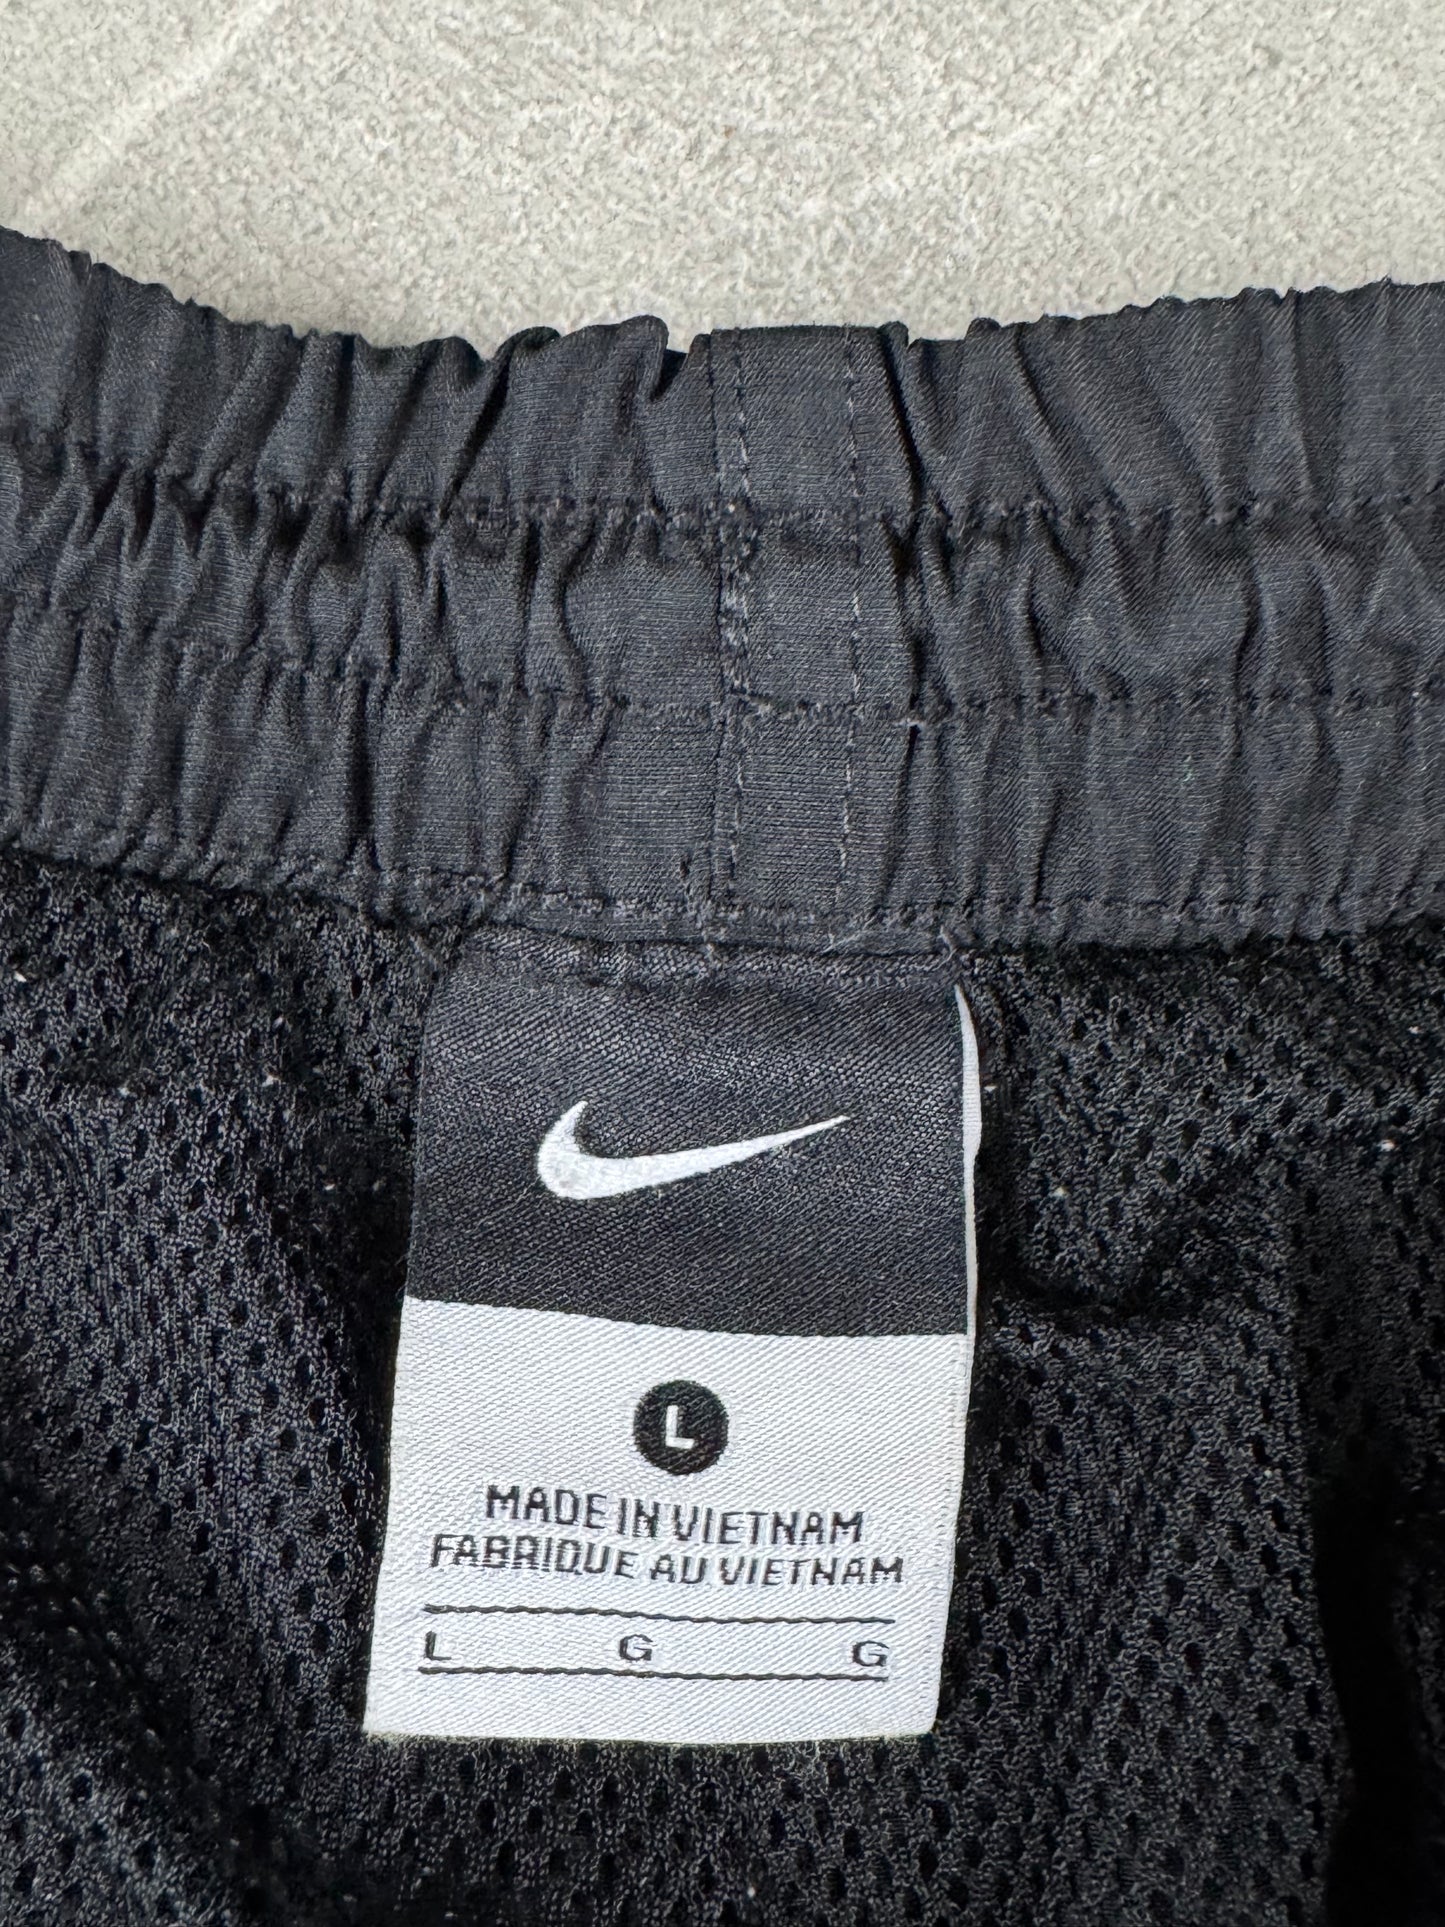 L
MADE IN VIETNAM
FABRIQUE AU VIETNAM
L G G